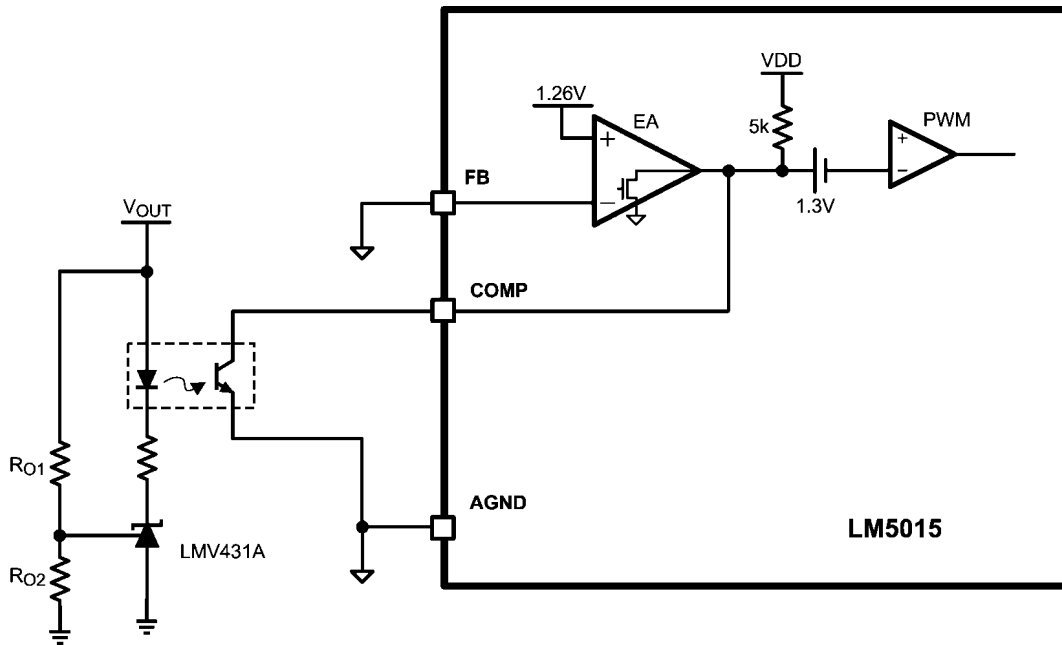 VDD
1.26V
EA
5k
PWM
+
+
FB
−
−
1.3V
VOUT
COMP
RO1
AGND
LM5015
LMV431A
RO2